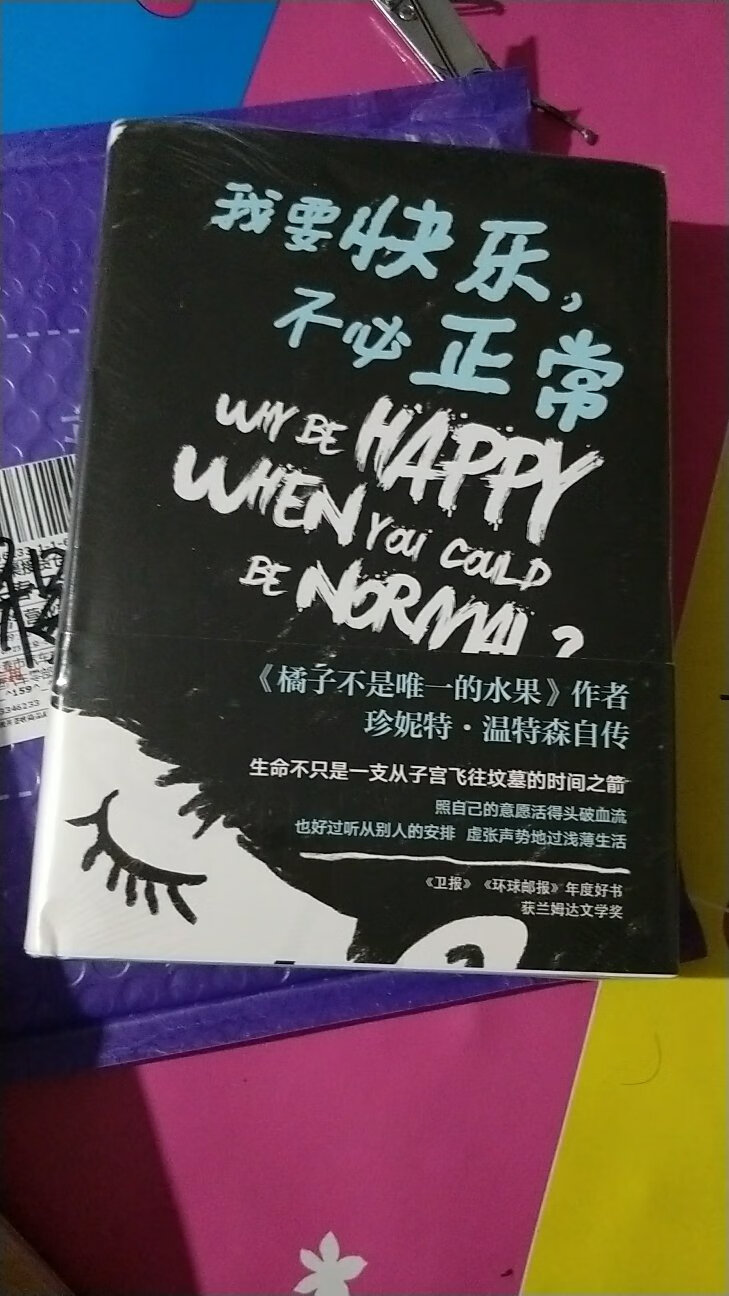 我要快乐，
不必正常
WHY BE HAPPY
WHEN YOU COULD
BE NORMAL?
《橘子不是唯一的水果》作者
珍妮特·温特森自传
生命不只是一支从子宫飞往坟墓的时间之箭
照自己的意愿活得头破血流
也好过听从别人的安排 虚张声势地过浅薄生活
《卫报》《环球邮报》年度好书
获兰姆达文学奖
159
3346233